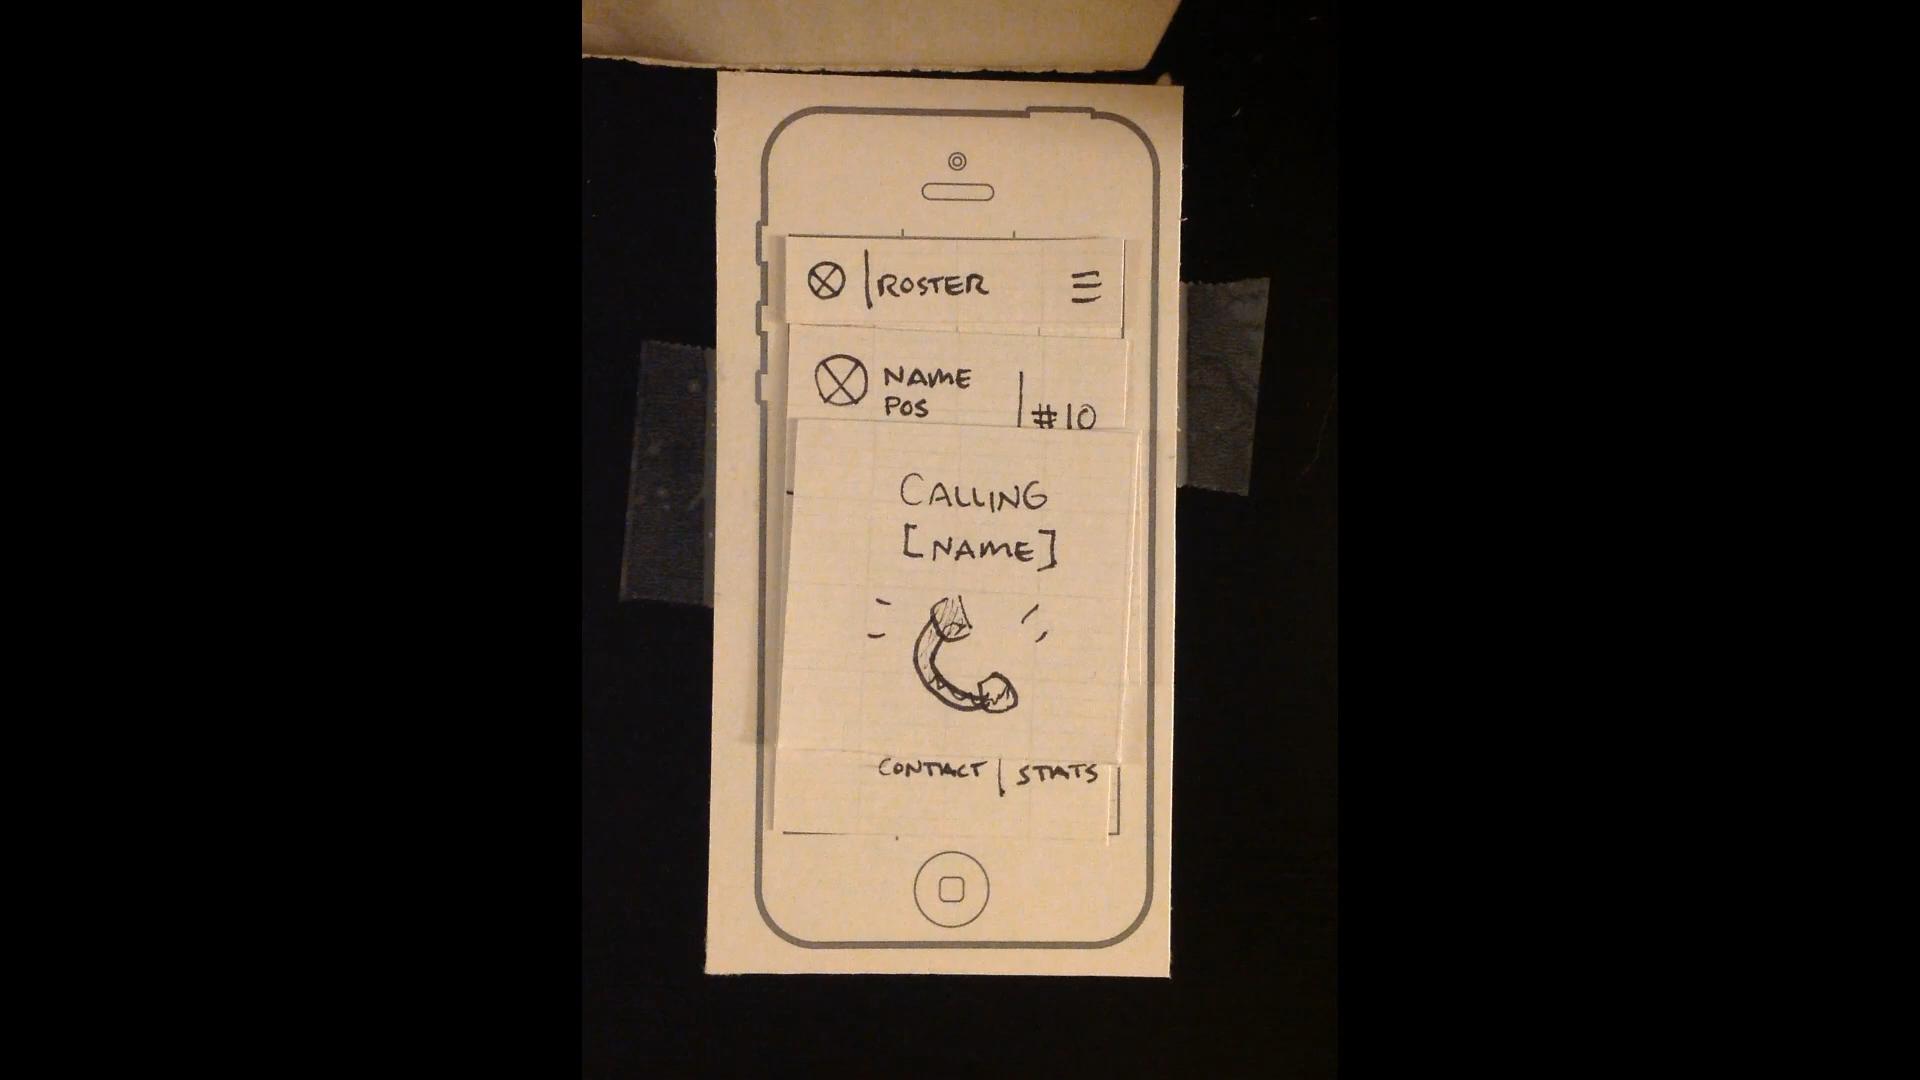 ROSTER
NAME
POS
#10
CALLING
[NAME]
CONTACT | STATS